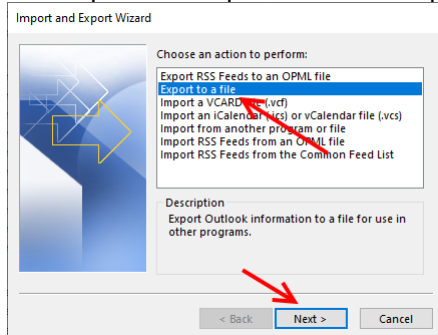 Import and Export Wizard
Choose an action to perform:
Export RSS Feeds to an OPML file
Export to a file
Import a VCARD file (.vcf)
Import an iCalendar (.ics) or vCalendar file (.vcs)
Import from another program or file
Import RSS Feeds from an OPML file
Import RSS Feeds from the Common Feed List
Description
Export Outlook information to a file for use in
other programs.
< Back Next > Cancel